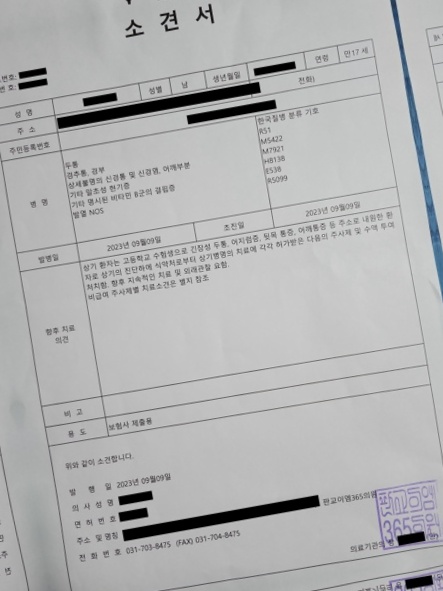 소 견 서
번호:
번 호:
성 명
성별 남
생년월일
연령 만17 세
주 소
전화)
주민등록번호
병 명
두통
경추통, 경부
상세불명의 신경통 및 신경염, 어깨부분
기타 말초성 현기증
기타 명시된 비타민 B군의 결핍증
발열 NOS
한국질병 분류 기호
R51
M5422
M7921
H8138
E538
R5099
발병일
2023년 09월09일
초진일
2023년 09월09일
향후 치료
의견
상기 환자는 고등학교 수험생으로 긴장성 두통, 어지럼증, 뒷목 통증, 어깨통증 등 주소로 내원한 환
자로 상기의 진단하에 식약처로부터 상기병명의 치료에 각각 허가받은 다음의 주사제 및 수액 투여
처치함. 향후 지속적인 치료 및 외래관찰 요함.
비급여 주사제별 치료소견은 별지 참조
비 고
용 도
보험사 제출용
위와 같이 소견합니다.
발 행 일 2023년 09월09일
의 사 성 명
면 허 번 호
주소 및 명칭
판교이엠365의원
전 화 번 호 031-703-8475 (FAX) 031-704-8475
의료기관의
365